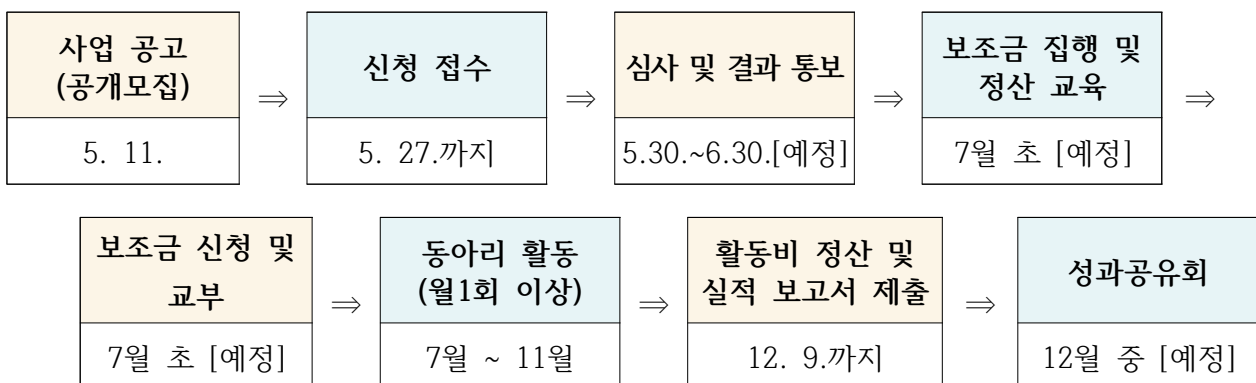 사업 공고
(공개모집)
⇒
신청 접수
⇒
심사 및 결과 통보
⇒
보조금 집행 및
정산 교육
⇒
5. 11.
5. 27.까지
5.30.~6.30.[예정]
7월 초 [예정]
보조금 신청 및
교부
⇒
동아리 활동
(월1회 이상)
⇒
활동비 정산 및
실적 보고서 제출
⇒
성과공유회
7월 초 [예정]
7월 ~ 11월
12. 9.까지
12월 중 [예정]